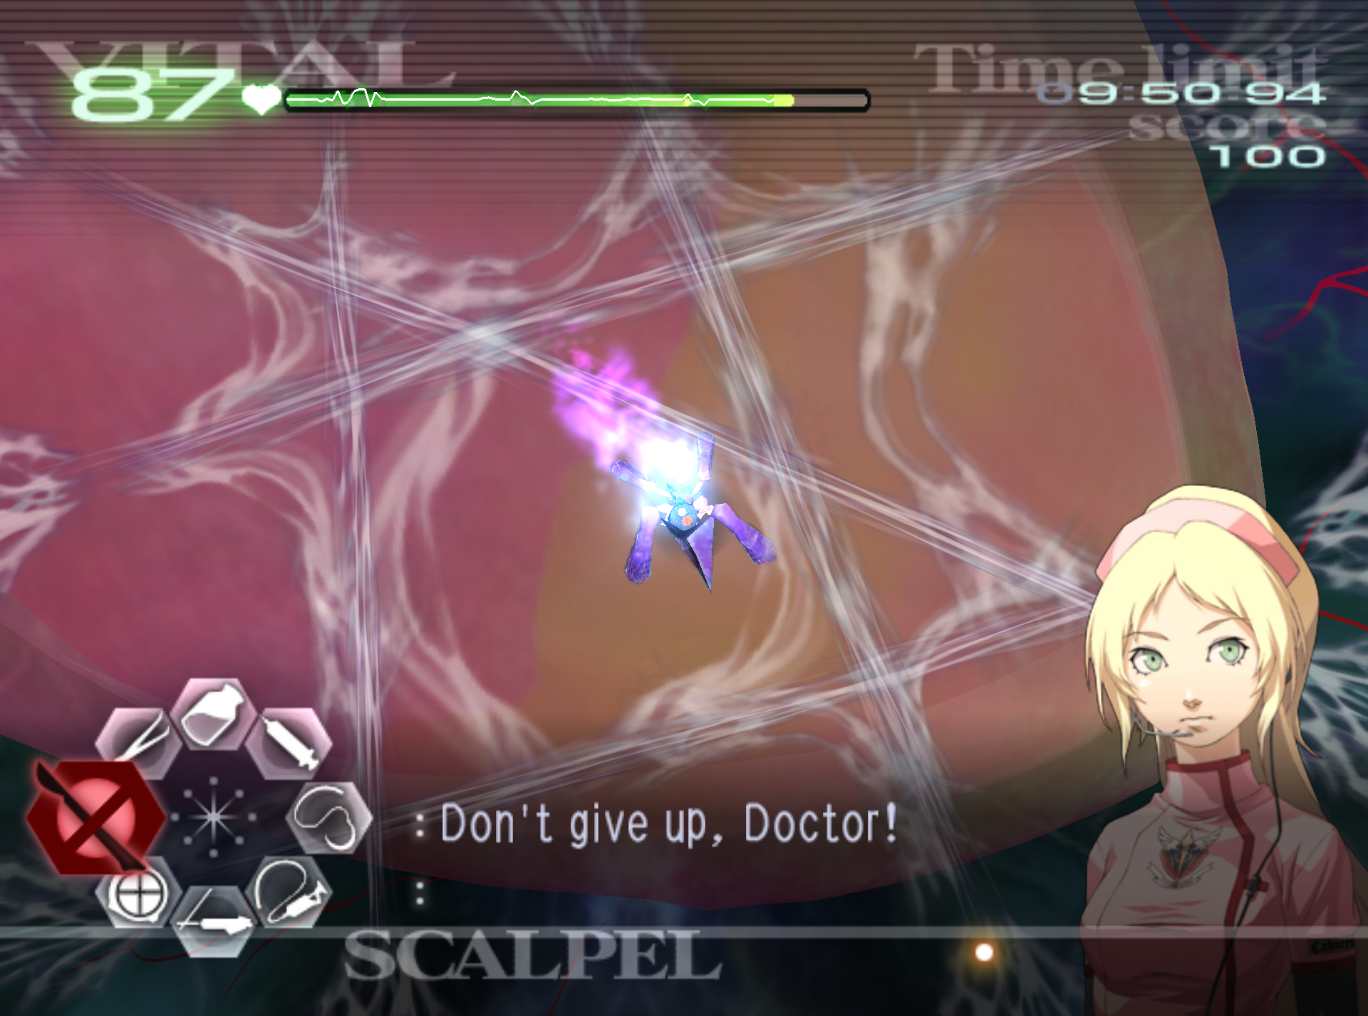 VITAL
87
Time limit
09:50:94
score
100
: Don't give up, Doctor!
:
SCALPEL